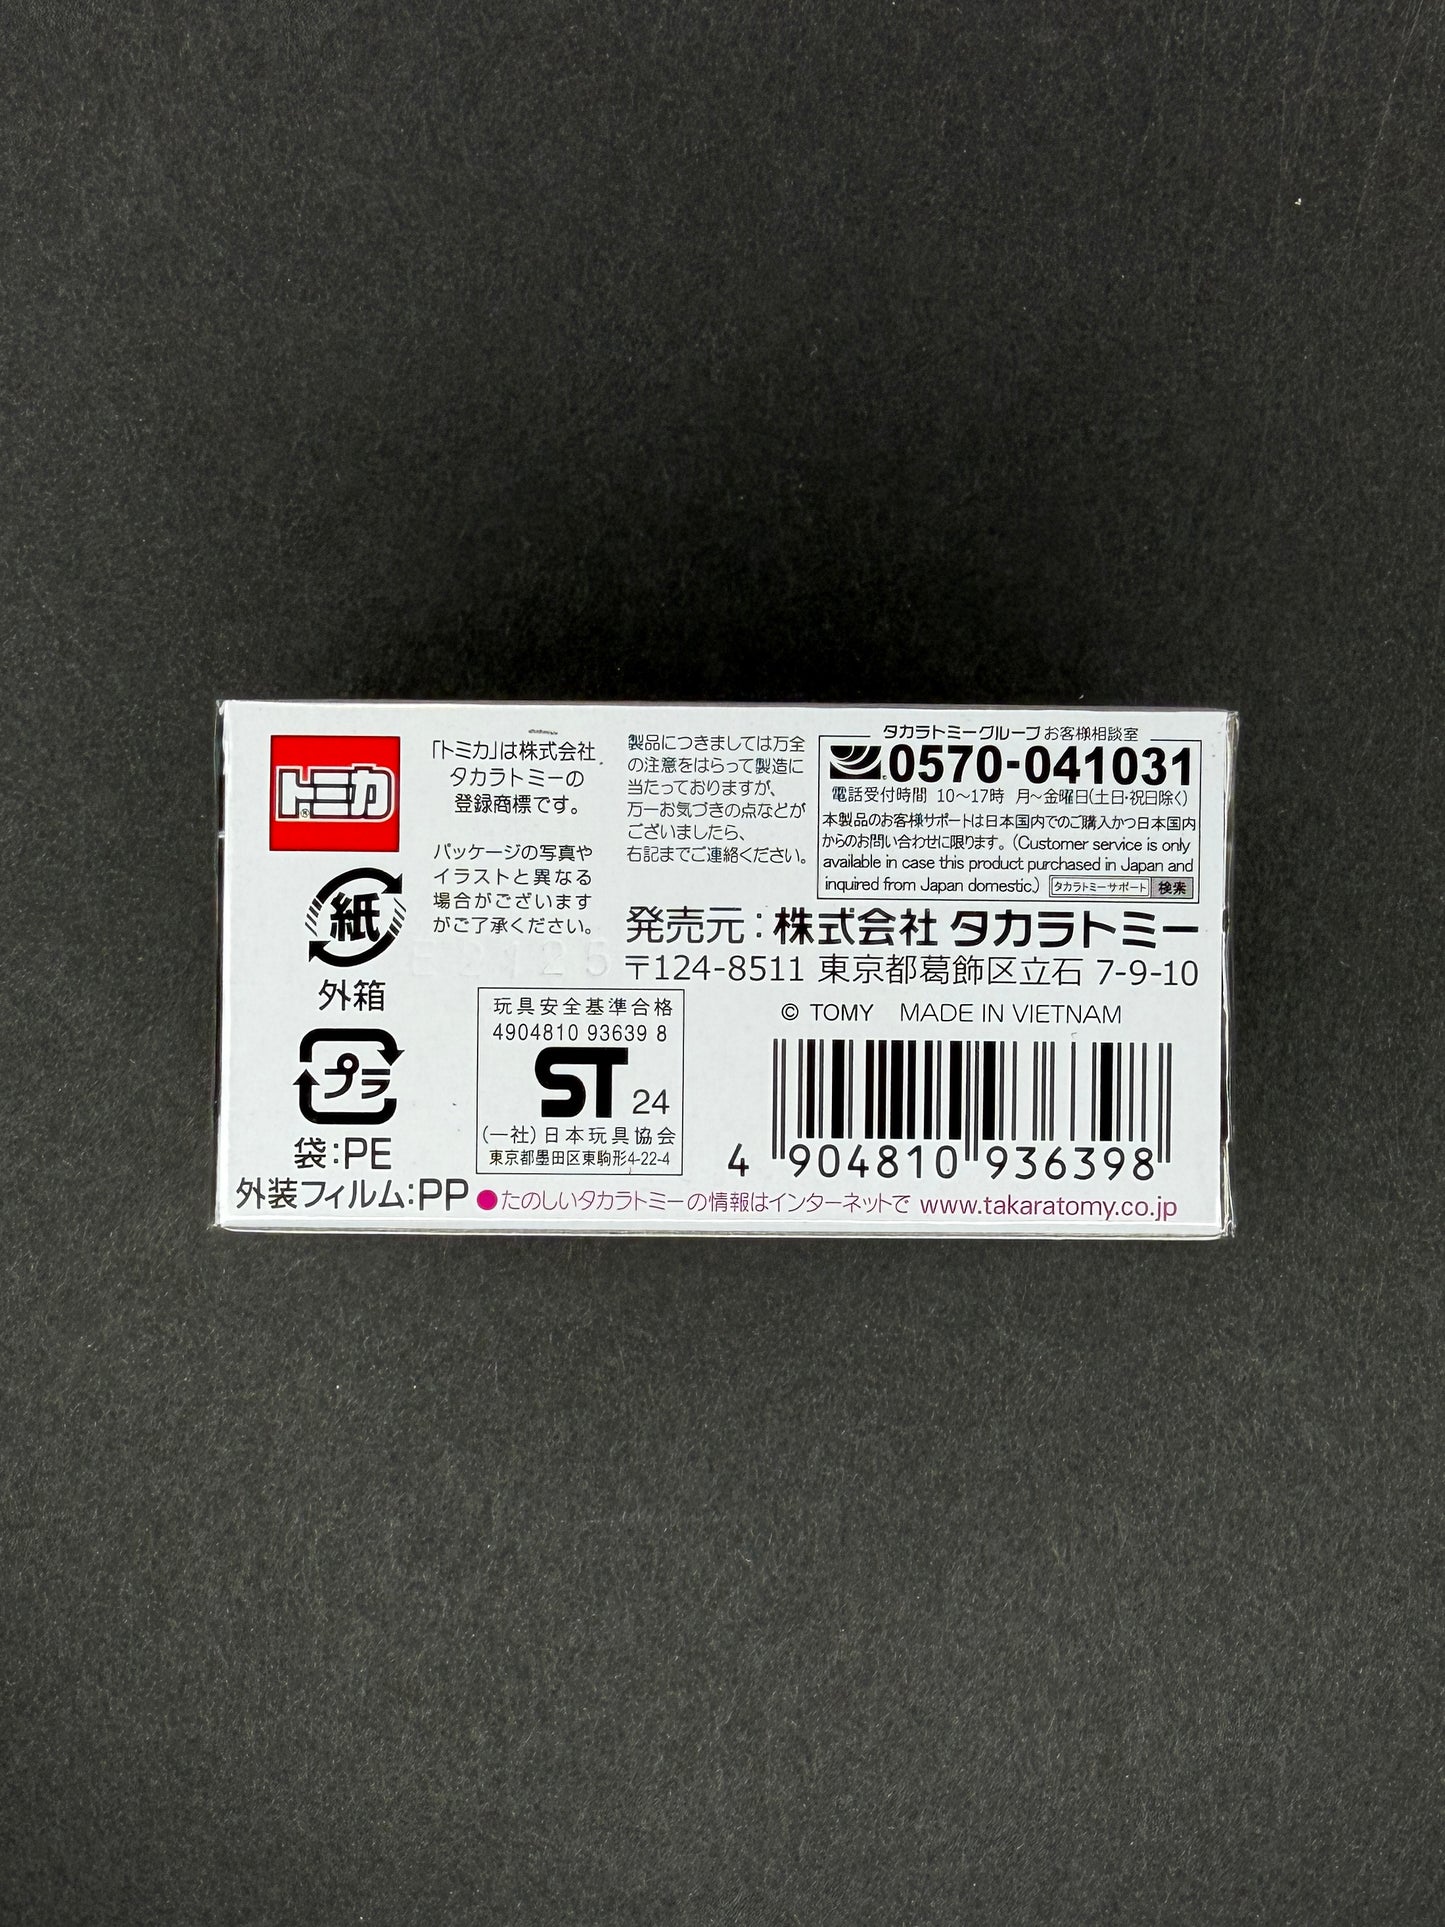 トミカ
®
「トミカ」は株式会社
タカラトミーの
登録商標です。
パッケージの写真や
イラストと異なる
場合がございます
がご了承ください。
紙
外箱
プラ
袋:PE
外装フィルム:PP
製品につきましては万全
の注意をはらって製造に
当たっておりますが、
万一お気づきの点などが
ございましたら、
右記までご連絡ください。
タカラトミーグループお客様相談室
0570-041031
電話受付時間 10〜17時 月〜金曜日(土日・祝日除く)
本製品のお客様サポートは日本国内でのご購入かつ日本国内
からのお問い合わせに限ります。(Customer service is only
available in case this product purchased in Japan and
inquired from Japan domestic.) タカラトミーサポート 検索
発売元:株式会社 タカラトミー
〒124-8511 東京都葛飾区立石 7-9-10
© TOMY MADE IN VIETNAM
玩具安全基準合格
4904810 93639 8
ST 24
(一社)日本玩具協会
東京都墨田区東駒形4-22-4
4 904810 936398
●たのしいタカラトミーの情報はインターネットで www.takaratomy.co.jp